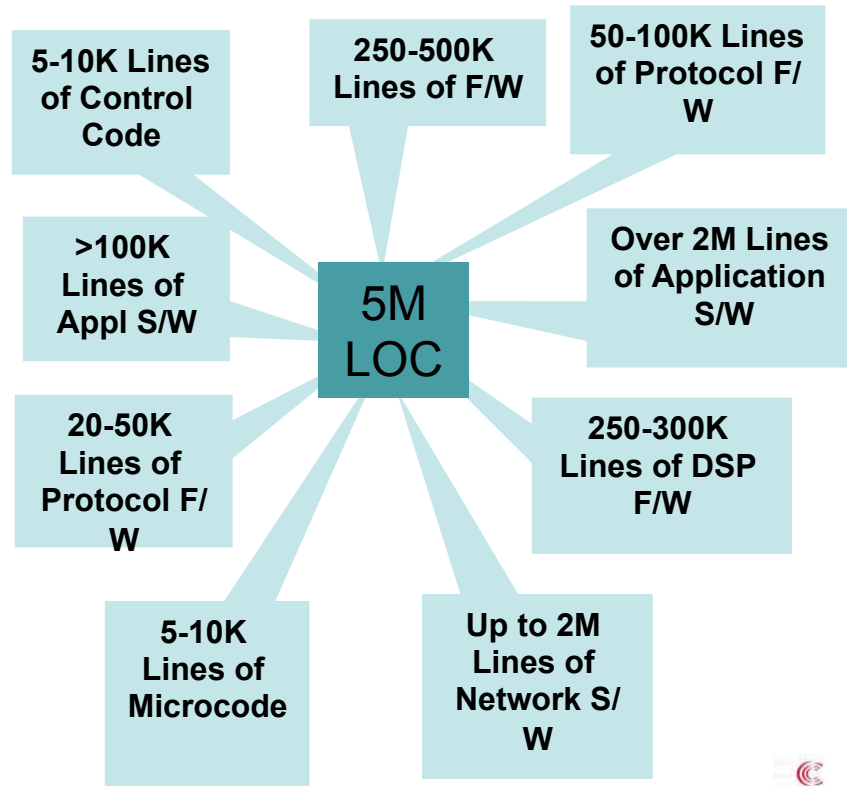 5-10K Lines
of Control
Code
250-500K
Lines of F/W
50-100K Lines
of Protocol F/
W
>100K
Lines of
Appl S/W
5M
LOC
Over 2M Lines
of Application
S/W
20-50K
Lines of
Protocol F/
W
250-300K
Lines of DSP
F/W
5-10K
Lines of
Microcode
Up to 2M
Lines of
Network S/
W